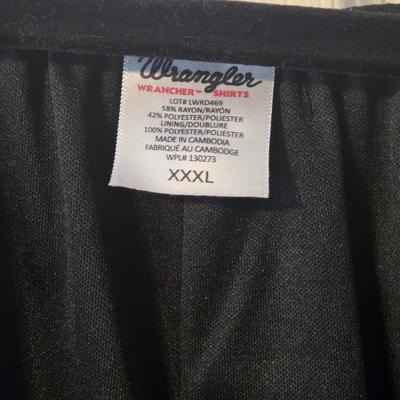 Wrangler
WRANCHER™ SHIRTS
LOT# LWRD469
58% RAYON/RAYON
42% POLYESTER/POLIESTER
LINING/DOUBLURE
100% POLYESTER/POLIESTER
MADE IN CAMBODIA
FABRIQUÉ AU CAMBODGE
WPL# 130273
XXXL